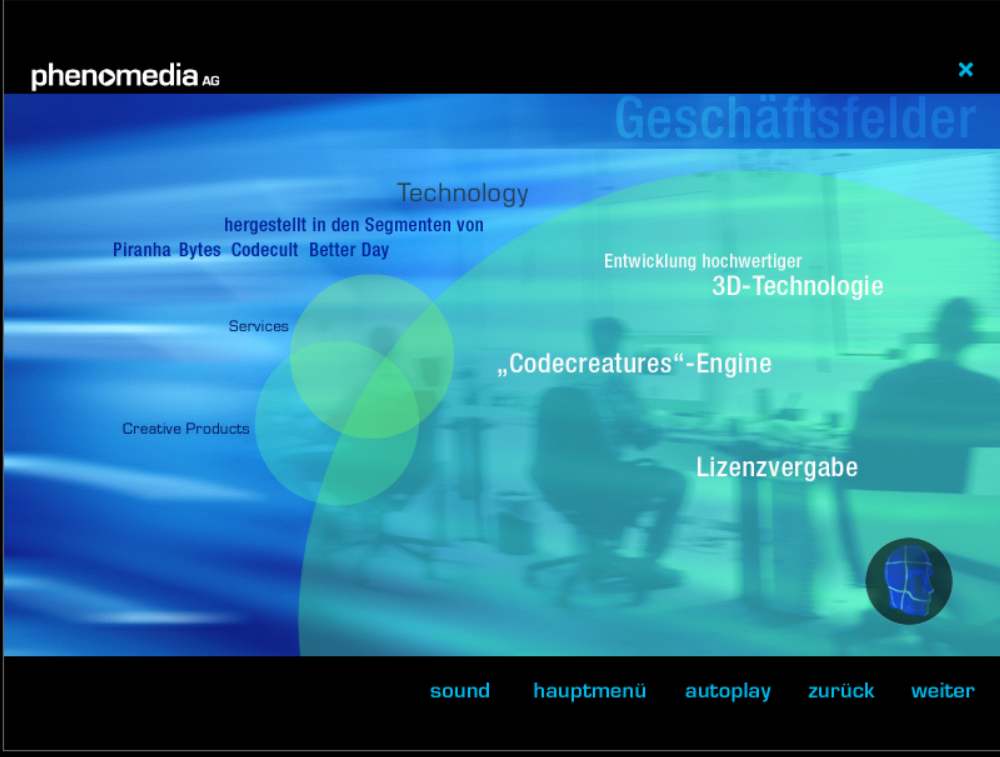 phenomedia AG
×
Geschäftsfelder
Technology
hergestellt in den Segmenten von
Piranha Bytes Codecult Better Day
Entwicklung hochwertiger
3D-Technologie
Services
„Codecreatures“-Engine
Creative Products
Lizenzvergabe
sound hauptmenü autoplay zurück weiter